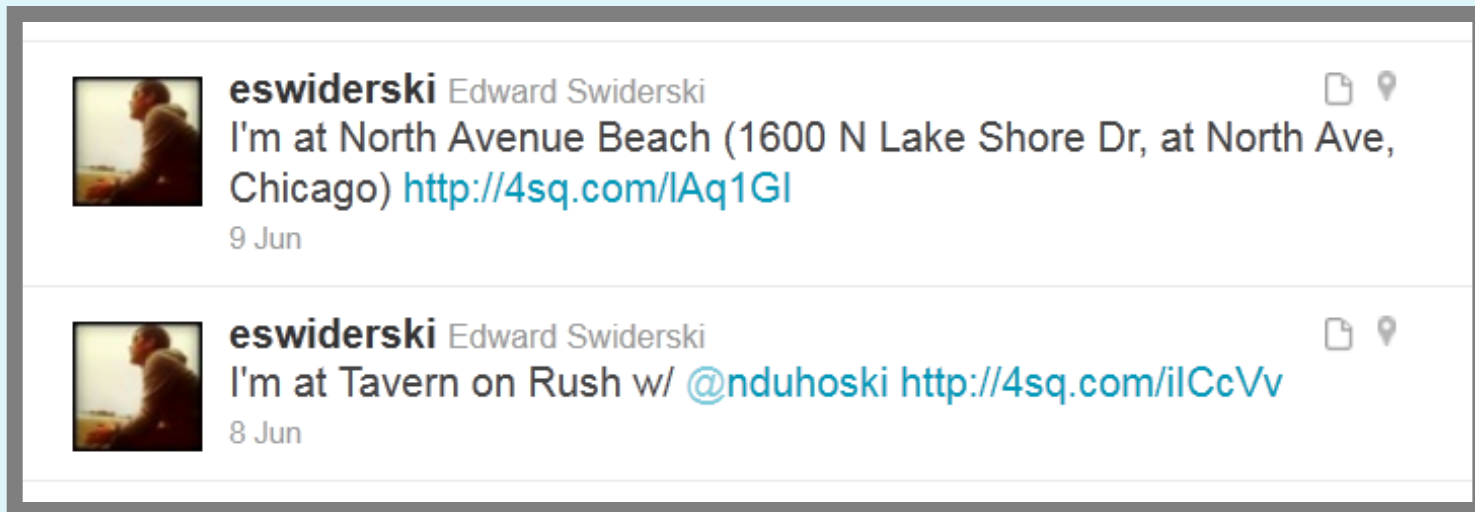 eswiderski Edward Swiderski
I'm at North Avenue Beach (1600 N Lake Shore Dr, at North Ave,
Chicago) http://4sq.com/lAq1GI
9 Jun
eswiderski Edward Swiderski
I'm at Tavern on Rush w/ @nduhoski http://4sq.com/ilCcVv
8 Jun